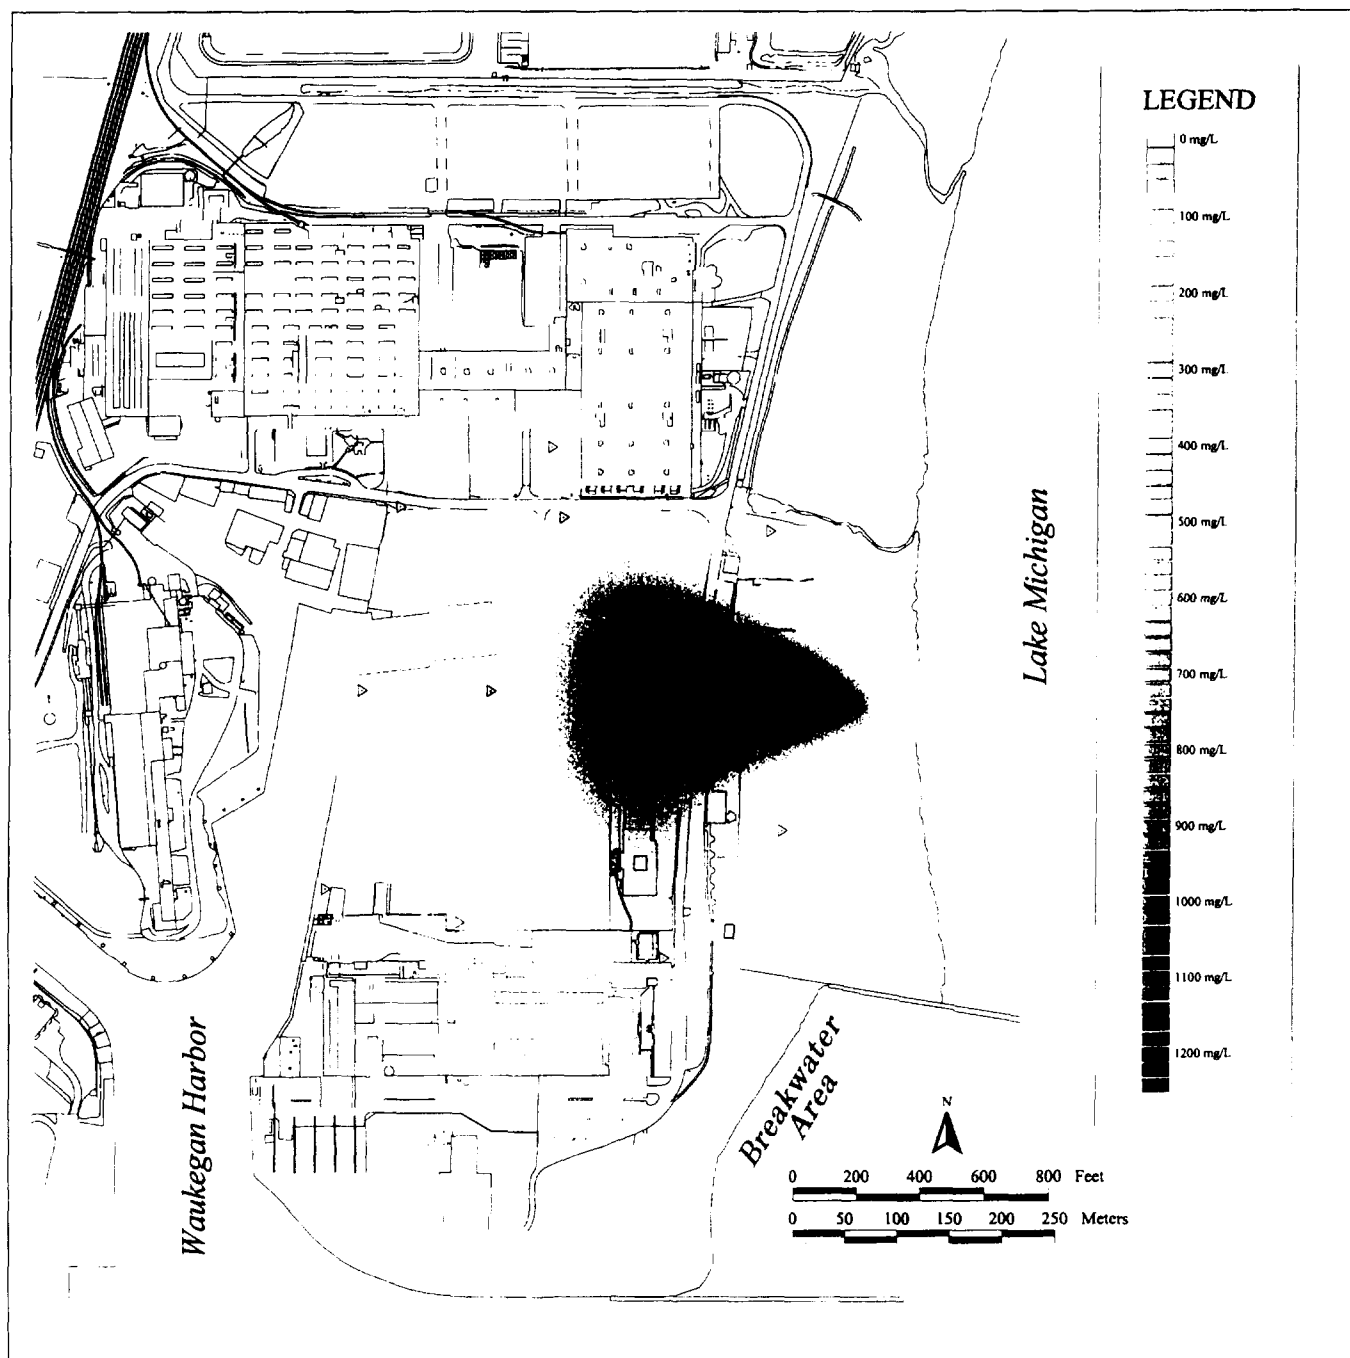 LEGEND
0 mg/L
100 mg/L
200 mg/L
300 mg/L
400 mg/L
500 mg/L
600 mg/L
700 mg/L
800 mg/L
900 mg/L
1000 mg/L
1100 mg/L
1200 mg/L
Lake Michigan
Waukegan Harbor
Breakwater
Area
N
0 200 400 600 800 Feet
0 50 100 150 200 250 Meters